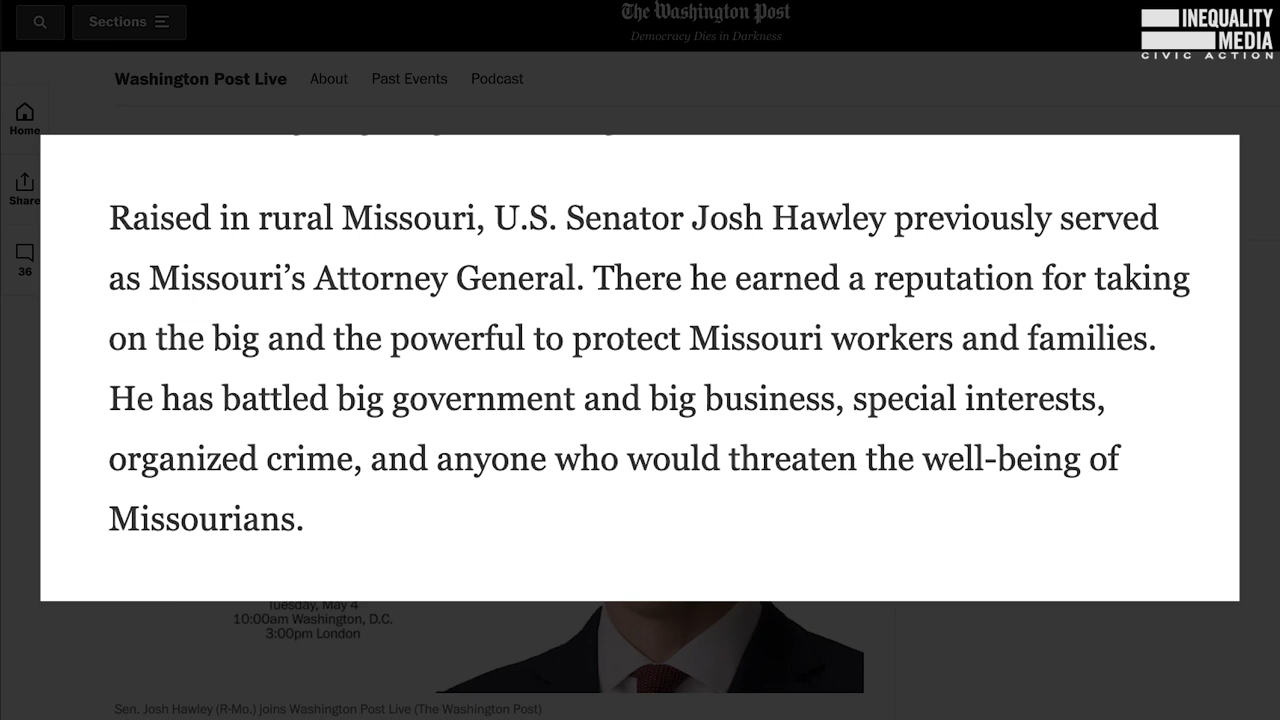 Sections
The Washington Post
Democracy Dies in Darkness
INEQUALITY
MEDIA
CIVIC ACTION
Washington Post Live
About
Past Events
Podcast
Home
Share
36
Raised in rural Missouri, U.S. Senator Josh Hawley previously served
as Missouri’s Attorney General. There he earned a reputation for taking
on the big and the powerful to protect Missouri workers and families.
He has battled big government and big business, special interests,
organized crime, and anyone who would threaten the well-being of
Missourians.
Tuesday, May 4
10:00am Washington, D.C.
3:00pm London
Sen. Josh Hawley (R-Mo.) joins Washington Post Live (The Washington Post)